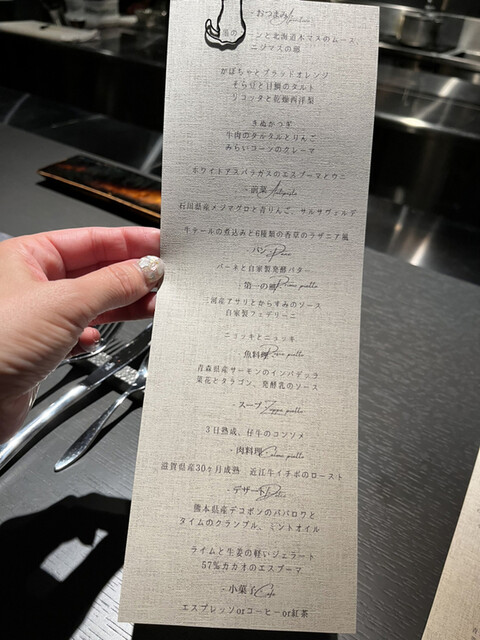 ・おつまみ
ンと北海道本マスのムース
ニジマスの卵
かぼちゃとブラッドオレンジ
そら豆と甘鯛のタルト
リコッタと乾燥西洋梨
牛肉のタルタルとりんご
みらいコーンのクレーマ
ホワイトアスパラガスのエスプーマとウニ
・前菜 Antipasto
石川県産メジマグロと青りんご、サルサヴェルデ
牛テールの煮込みと6種類の香草のラザニア風
パン Pane
パーネと自家製発酵バター
・第一の皿 Primo piatto
河産アサリとからすみのソース
自家製フェデリーニ
ニョッキとニョッキ
・魚料理 piatto
青森県産サーモンのインパデッラ
菜花とタラゴン、発酵乳のソース
スープ Zuppa piatto
3日熟成、仔牛のコンソメ
・肉料理 piatto
滋賀県産30ヶ月成熟 近江牛イチボのロースト
・デザート
熊本県産デコポンのババロワと
タイムのクランブル、ミントオイル
ライムと生姜の軽いジェラート
57%カカオのエスプーマ
・小菓子
エスプレッソorコーヒーor紅茶